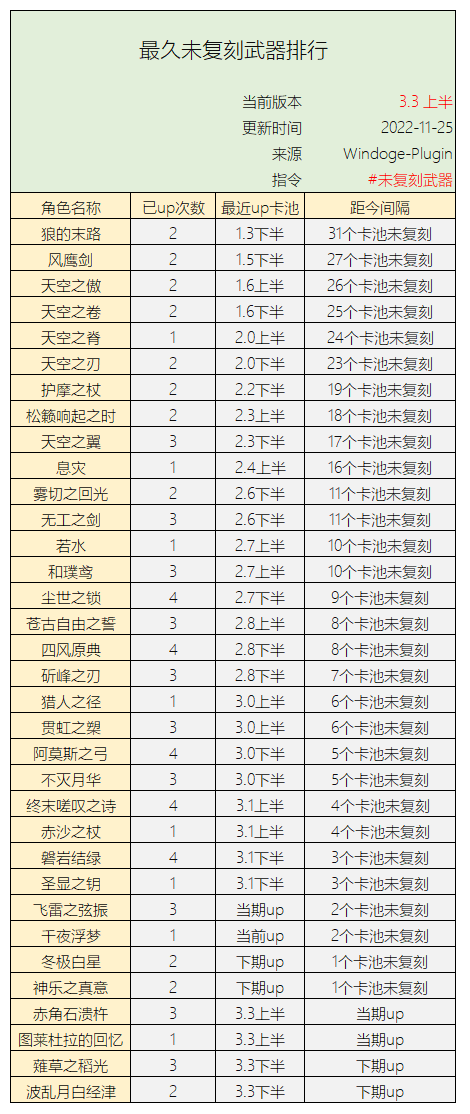 最久未复刻武器排行
当前版本 3.3 上半
更新时间 2022-11-25
来源 Windoge-Plugin
指令 #未复刻武器
角色名称 已up次数 最近up卡池 距今间隔
狼的末路 2 1.3下半 31个卡池未复刻
风鹰剑 2 1.5下半 27个卡池未复刻
天空之傲 2 1.6上半 26个卡池未复刻
天空之卷 2 1.6下半 25个卡池未复刻
天空之脊 1 2.0上半 24个卡池未复刻
天空之刃 2 2.0下半 23个卡池未复刻
护摩之杖 2 2.2下半 19个卡池未复刻
松籁响起之时 2 2.3上半 18个卡池未复刻
天空之翼 3 2.3下半 17个卡池未复刻
息灾 1 2.4上半 16个卡池未复刻
雾切之回光 2 2.6下半 11个卡池未复刻
无工之剑 3 2.6下半 11个卡池未复刻
若水 1 2.7上半 10个卡池未复刻
和璞鸢 3 2.7上半 10个卡池未复刻
尘世之锁 4 2.7下半 9个卡池未复刻
苍古自由之誓 3 2.8上半 8个卡池未复刻
四风原典 4 2.8下半 8个卡池未复刻
斫峰之刃 3 2.8下半 7个卡池未复刻
猎人之径 1 3.0上半 6个卡池未复刻
贯虹之槊 3 3.0上半 6个卡池未复刻
阿莫斯之弓 4 3.0下半 5个卡池未复刻
不灭月华 3 3.0下半 5个卡池未复刻
终末嗟叹之诗 4 3.1上半 4个卡池未复刻
赤沙之杖 1 3.1上半 4个卡池未复刻
磐岩结绿 4 3.1下半 3个卡池未复刻
圣显之钥 1 3.1下半 3个卡池未复刻
飞雷之弦振 3 当期up 2个卡池未复刻
千夜浮梦 1 当前up 2个卡池未复刻
冬极白星 2 下期up 1个卡池未复刻
神乐之真意 2 下期up 1个卡池未复刻
赤角石溃杵 3 3.3上半 当期up
图莱杜拉的回忆 1 3.3上半 当期up
薙草之稻光 3 3.3下半 下期up
波乱月白经津 2 3.3下半 下期up